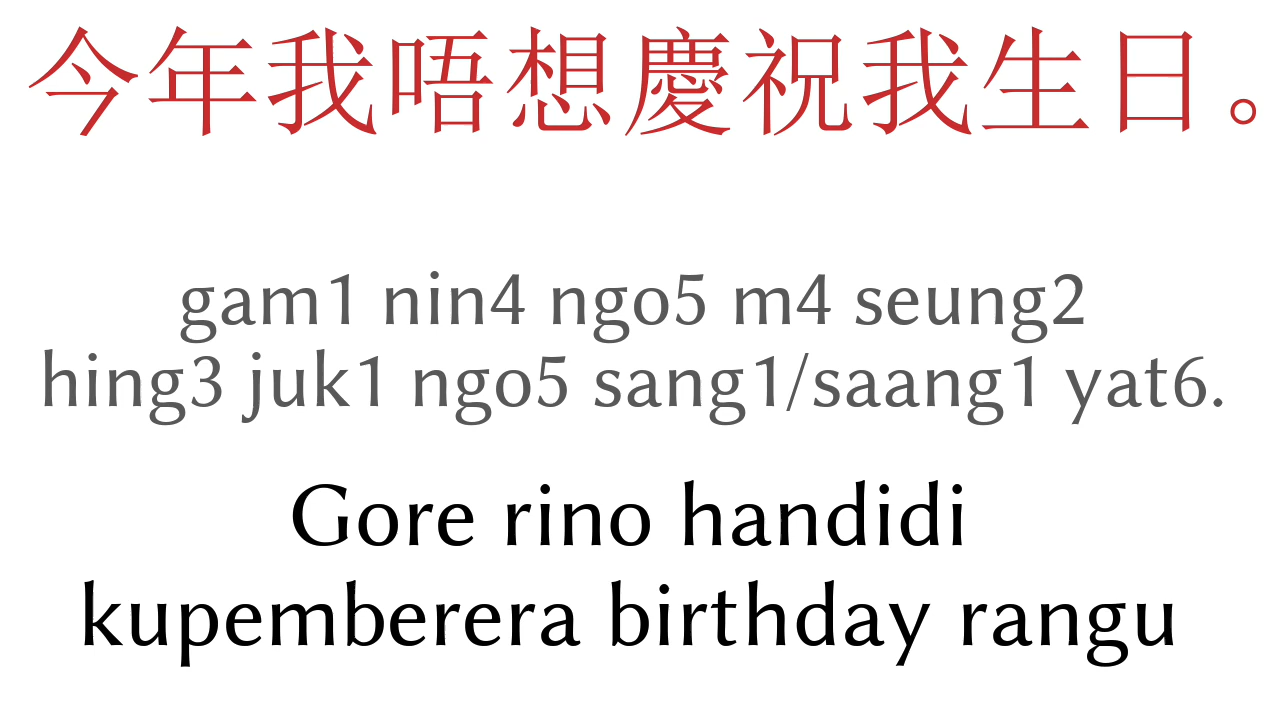 今年我唔想慶祝我生日。
gam1 nin4 ngo5 m4 seung2
hing3 juk1 ngo5 sang1/saang1 yat6.
Gore rino handidi
kupemberera birthday rangu